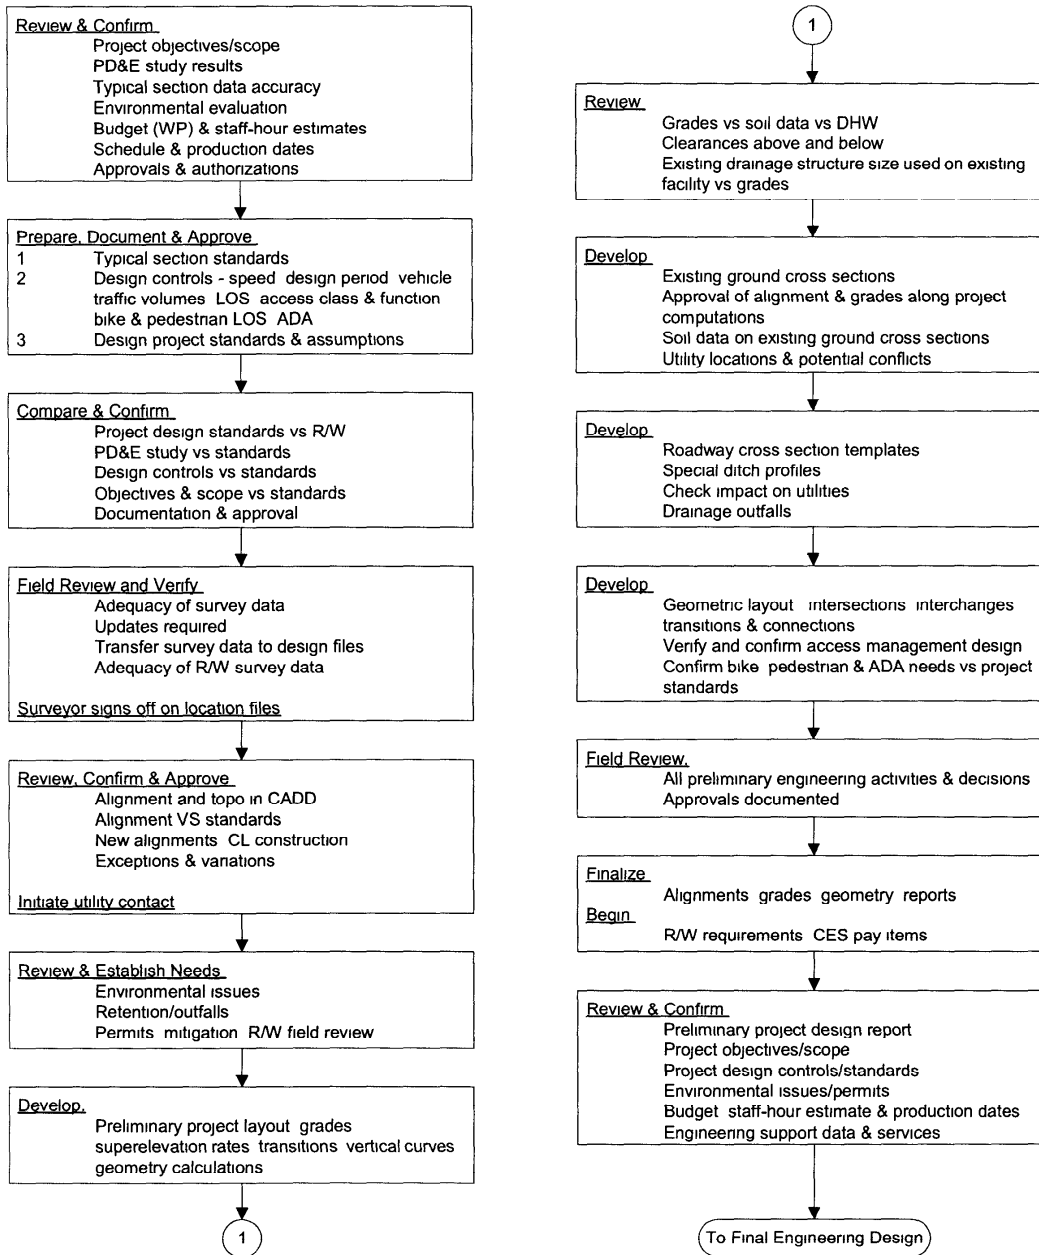 Review & Confirm
Project objectives/scope
PD&E study results
Typical section data accuracy
Environmental evaluation
Budget (WP) & staff-hour estimates
Schedule & production dates
Approvals & authorizations
Prepare, Document & Approve
1 Typical section standards
2 Design controls - speed design period vehicle
traffic volumes LOS access class & function
bike & pedestrian LOS ADA
3 Design project standards & assumptions
Compare & Confirm
Project design standards vs R/W
PD&E study vs standards
Design controls vs standards
Objectives & scope vs standards
Documentation & approval
Field Review and Verify
Adequacy of survey data
Updates required
Transfer survey data to design files
Adequacy of R/W survey data
Surveyor signs off on location files
Review, Confirm & Approve
Alignment and topo in CADD
Alignment VS standards
New alignments CL construction
Exceptions & variations
Initiate utility contact
Review & Establish Needs
Environmental issues
Retention/outfalls
Permits mitigation R/W field review
Develop.
Preliminary project layout grades
superelevation rates transitions vertical curves
geometry calculations
1
1
Review
Grades vs soil data vs DHW
Clearances above and below
Existing drainage structure size used on existing
facility vs grades
Develop
Existing ground cross sections
Approval of alignment & grades along project
computations
Soil data on existing ground cross sections
Utility locations & potential conflicts
Develop
Roadway cross section templates
Special ditch profiles
Check impact on utilities
Drainage outfalls
Develop
Geometric layout intersections interchanges
transitions & connections
Verify and confirm access management design
Confirm bike pedestrian & ADA needs vs project
standards
Field Review.
All preliminary engineering activities & decisions
Approvals documented
Finalize
Alignments grades geometry reports
Begin
R/W requirements CES pay items
Review & Confirm
Preliminary project design report
Project objectives/scope
Project design controls/standards
Environmental issues/permits
Budget staff-hour estimate & production dates
Engineering support data & services
To Final Engineering Design